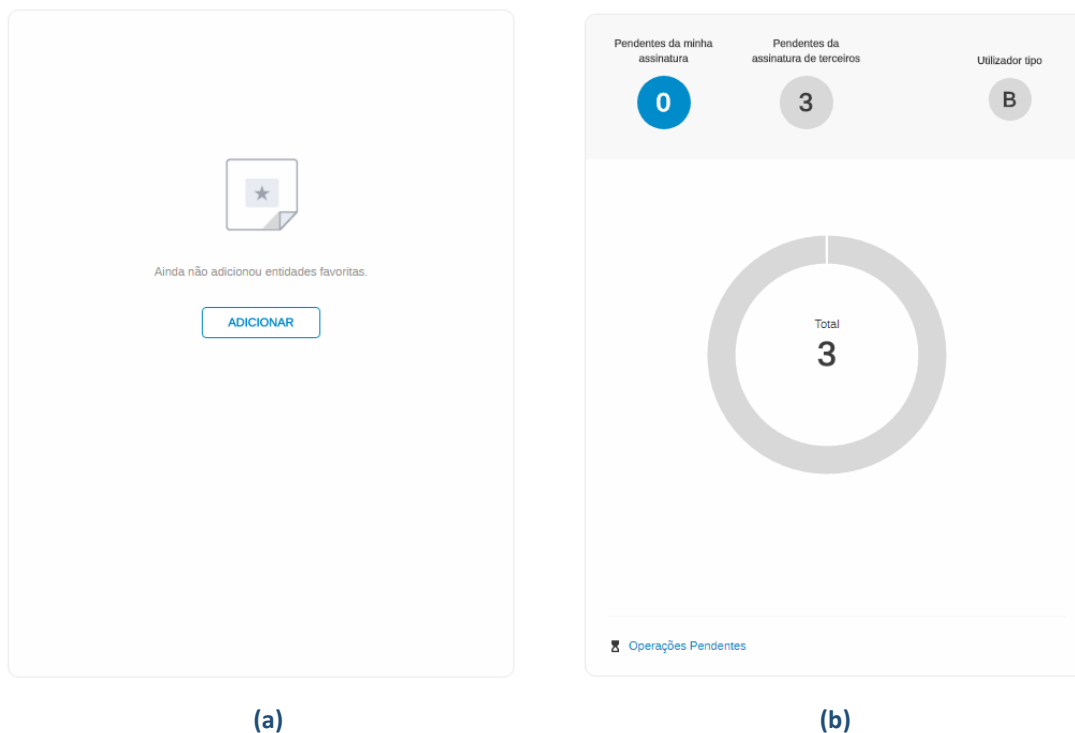 Ainda não adicionou entidades favoritas.
ADICIONAR
(a)
Pendentes da minha
assinatura
0
Pendentes da
assinatura de terceiros
3
Utilizador tipo
B
Total
3
Operações Pendentes
(b)